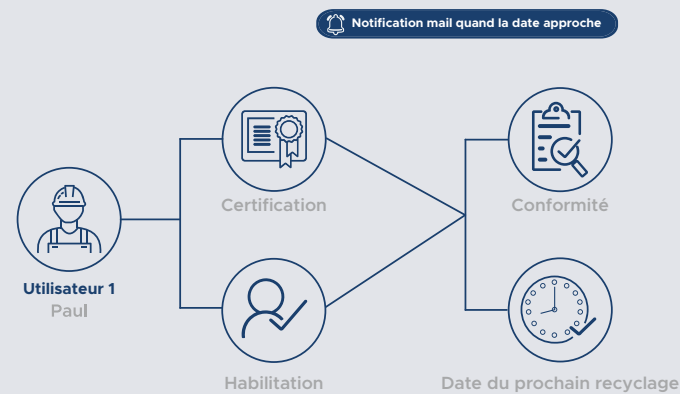 Notification mail quand la date approche
Certification
Conformité
Utilisateur 1
Paul
Habilitation
Date du prochain recyclage